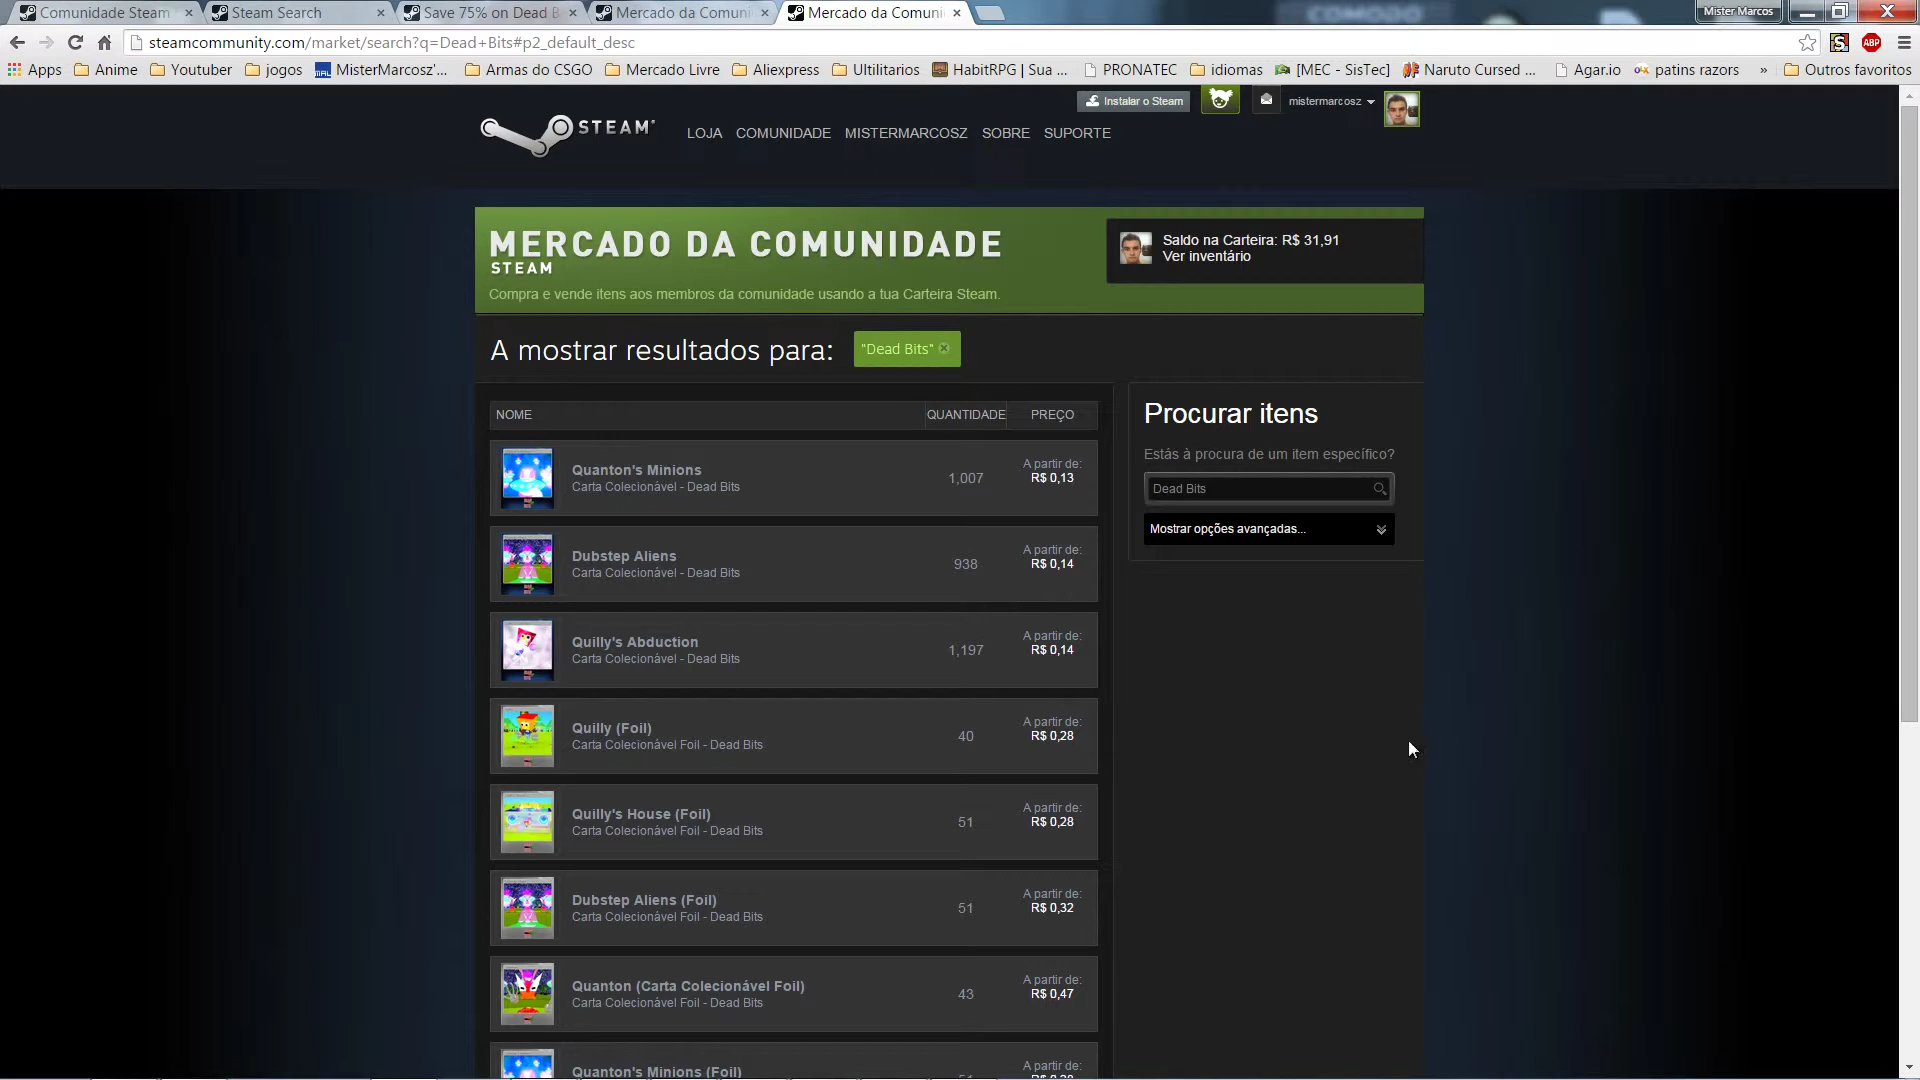 Comunidade Steam
Steam Search
Save 75% on Dead B
Mercado da Comuni
Mercado da Comuni
Mister Marcos
steamcommunity.com/market/search?q=Dead+Bits#p2_default_desc
ABP
Apps
Anime
Youtuber
jogos
MisterMarcosz'...
Armas do CSGO
Mercado Livre
Aliexpress
Ultilitarios
HabitRPG | Sua ...
PRONATEC
idiomas
[MEC - SisTec]
Naruto Cursed ...
Agar.io
patins razors
»
Outros favoritos
Instalar o Steam
mistermarcosz
STEAM
LOJA COMUNIDADE MISTERMARCOSZ SOBRE SUPORTE
MERCADO DA COMUNIDADE
STEAM
Compra e vende itens aos membros da comunidade usando a tua Carteira Steam.
Saldo na Carteira: R$ 31,91
Ver inventário
A mostrar resultados para: "Dead Bits"
NOME QUANTIDADE PREÇO
Quanton's Minions
Carta Colecionável - Dead Bits
1,007
A partir de:
R$ 0,13
Dubstep Aliens
Carta Colecionável - Dead Bits
938
A partir de:
R$ 0,14
Quilly's Abduction
Carta Colecionável - Dead Bits
1,197
A partir de:
R$ 0,14
Quilly (Foil)
Carta Colecionável Foil - Dead Bits
40
A partir de:
R$ 0,28
Quilly's House (Foil)
Carta Colecionável Foil - Dead Bits
51
A partir de:
R$ 0,28
Dubstep Aliens (Foil)
Carta Colecionável Foil - Dead Bits
51
A partir de:
R$ 0,32
Quanton (Carta Colecionável Foil)
Carta Colecionável Foil - Dead Bits
43
A partir de:
R$ 0,47
Quanton's Minions (Foil)
A partir de:
Procurar itens
Estás à procura de um item específico?
Dead Bits
Mostrar opções avançadas...